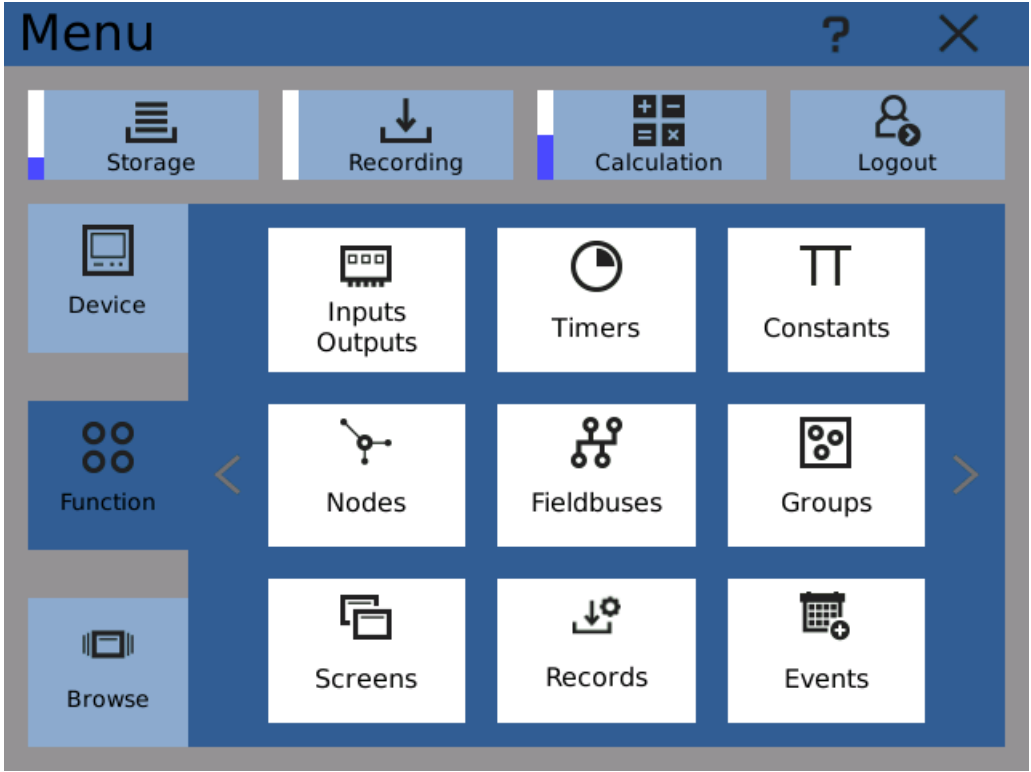 Menu
?
Storage
Recording
Calculation
Logout
Device
Function
Browse
Inputs
Outputs
Timers
Constants
Nodes
Fieldbuses
Groups
Screens
Records
Events